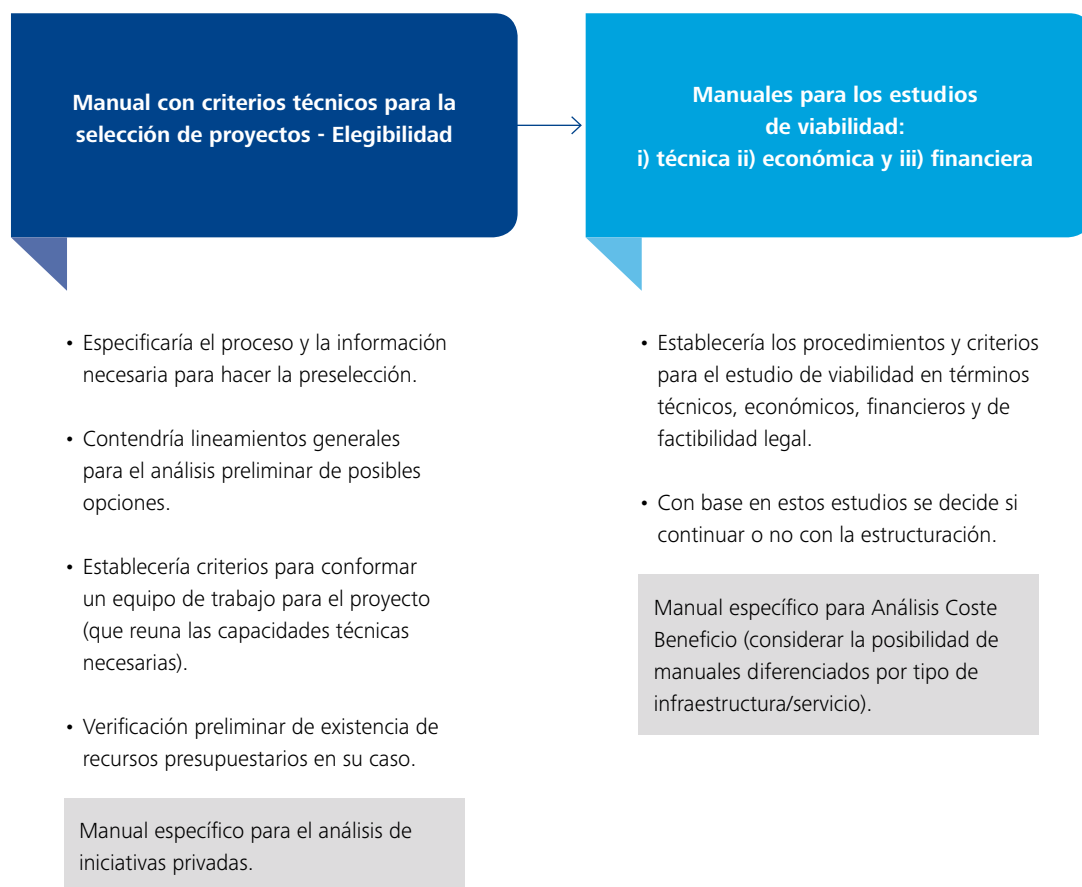 Manual con criterios técnicos para la
selección de proyectos - Elegibilidad
Manuales para los estudios
de viabilidad:
i) técnica ii) económica y iii) financiera
• Especificaría el proceso y la información
necesaria para hacer la preselección.
• Contendría lineamientos generales
para el análisis preliminar de posibles
opciones.
• Establecería criterios para conformar
un equipo de trabajo para el proyecto
(que reuna las capacidades técnicas
necesarias).
• Verificación preliminar de existencia de
recursos presupuestarios en su caso.
Manual específico para el análisis de
iniciativas privadas.
• Establecería los procedimientos y criterios
para el estudio de viabilidad en términos
técnicos, económicos, financieros y de
factibilidad legal.
• Con base en estos estudios se decide si
continuar o no con la estructuración.
Manual específico para Análisis Coste
Beneficio (considerar la posibilidad de
manuales diferenciados por tipo de
infraestructura/servicio).